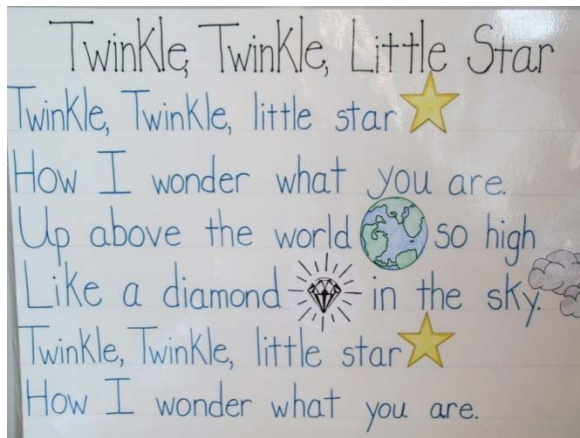 Twinkle, Twinkle, Little Star
Twinkle, Twinkle, little star
How I wonder what you are.
Up above the world so high
Like a diamond in the sky.
Twinkle, Twinkle, little star
How I wonder what you are.